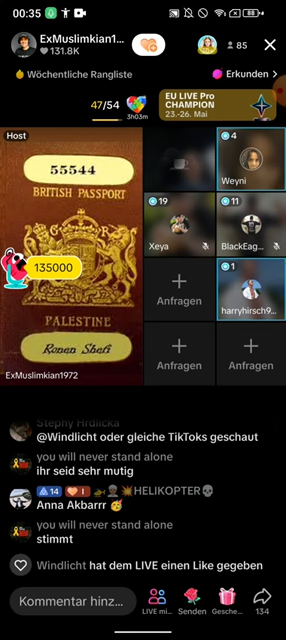 00:35
ExMuslimkian1...
131.8K
85
Wöchentliche Rangliste
Erkunden >
47/54
3h03m
EU LIVE Pro
CHAMPION
23.-26. Mai
Host
55544
BRITISH PASSPORT
PALESTINE
Ronen Shefi
135000
ExMuslimkian1972
4
Weyni
19
Xeya
11
BlackEag...
Anfragen
1
harryhirsch9...
Anfragen
Anfragen
Stephy Hrdlicka
@Windlicht oder gleiche TikToks geschaut
you will never stand alone
ihr seid sehr mutig
14
1
HELIKOPTER
Anna Akbarrr
you will never stand alone
stimmt
Windlicht hat dem LIVE einen Like gegeben
Kommentar hinz...
LIVE mi...
Senden
Gesche...
134